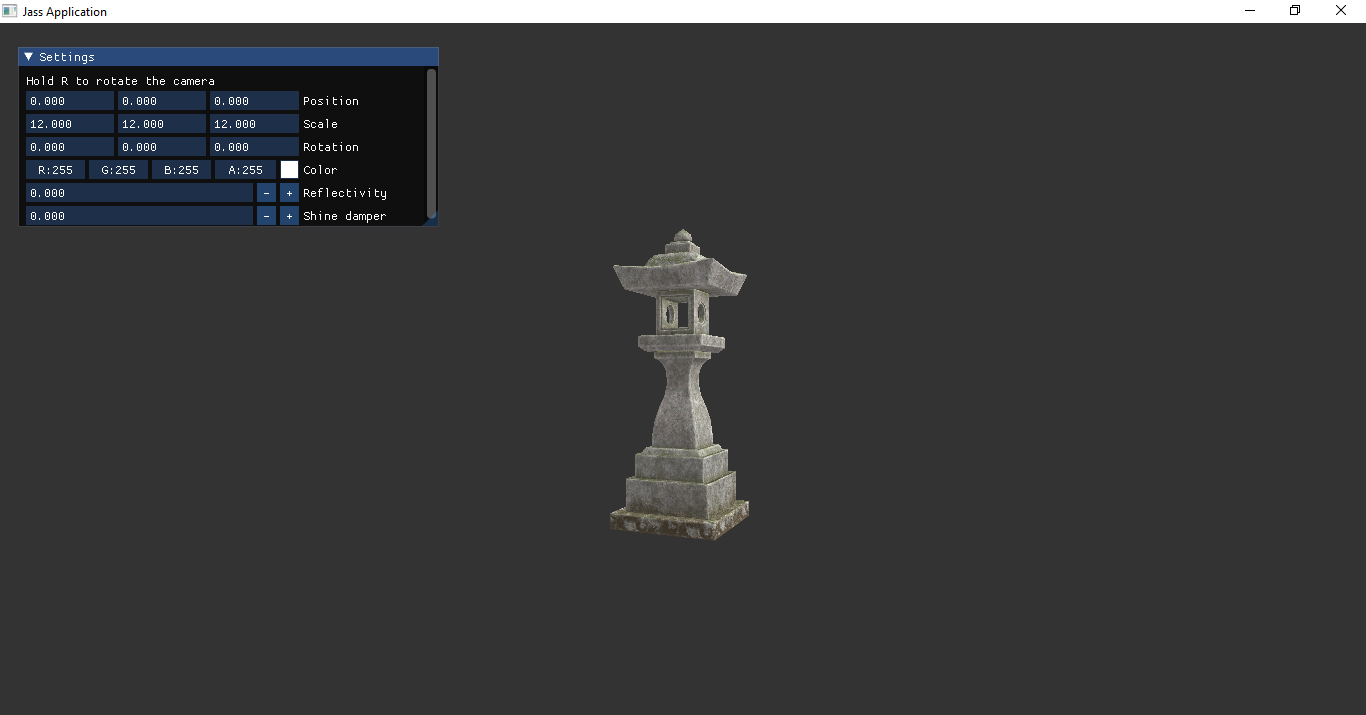 Jass Application
Settings
Hold R to rotate the camera
0.000 0.000 0.000 Position
12.000 12.000 12.000 Scale
0.000 0.000 0.000 Rotation
R:255 G:255 B:255 A:255 Color
0.000 - + Reflectivity
0.000 - + Shine damper